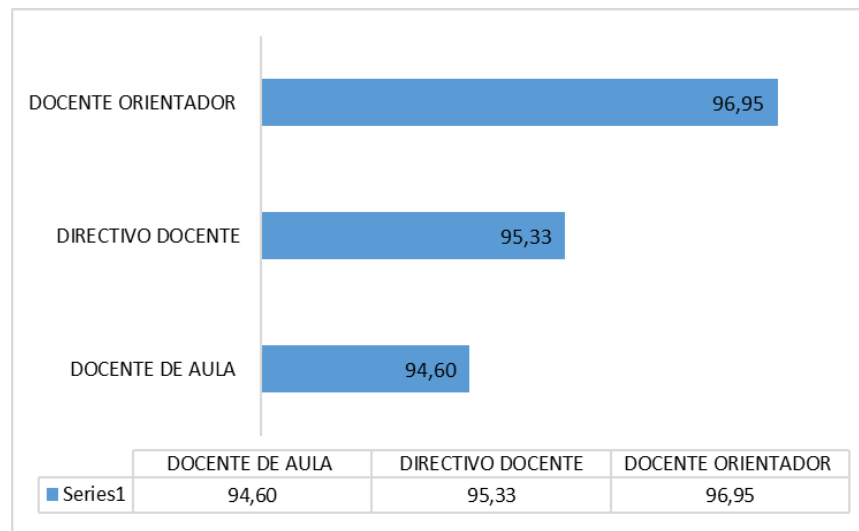 DOCENTE ORIENTADOR
96,95
DIRECTIVO DOCENTE
95,33
DOCENTE DE AULA
94,60
DOCENTE DE AULA DIRECTIVO DOCENTE DOCENTE ORIENTADOR
Series1 94,60 95,33 96,95